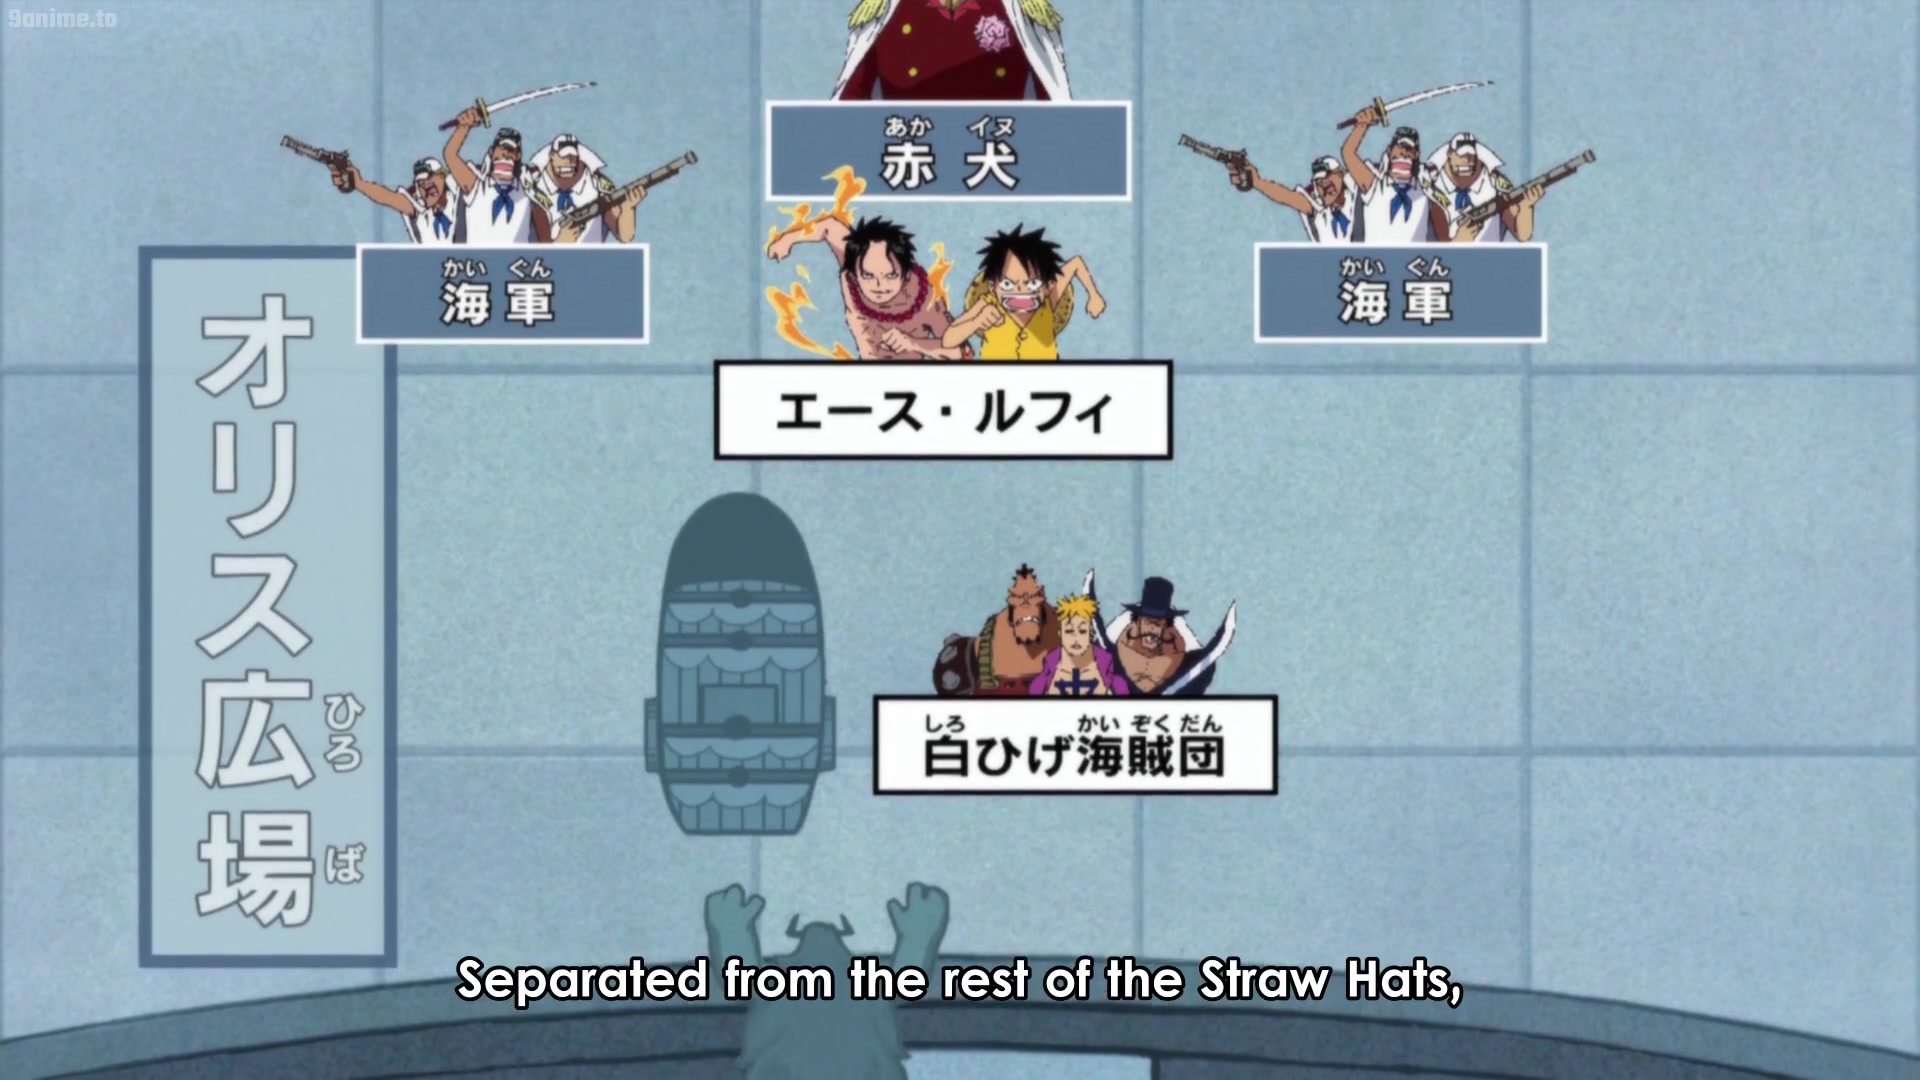 9anime.to
あか イヌ
赤犬
かい ぐん
海軍
かい ぐん
海軍
エース・ルフィ
オリス広場
ひろ ば
しろ かい ぞく だん
白ひげ海賊団
Separated from the rest of the Straw Hats,